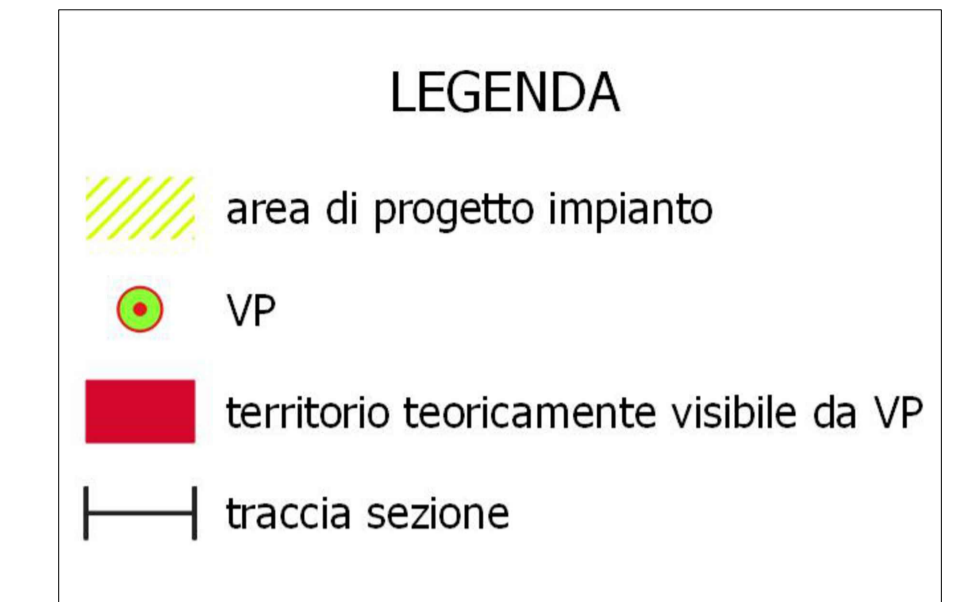 LEGENDA
area di progetto impianto
VP
territorio teoricamente visibile da VP
traccia sezione